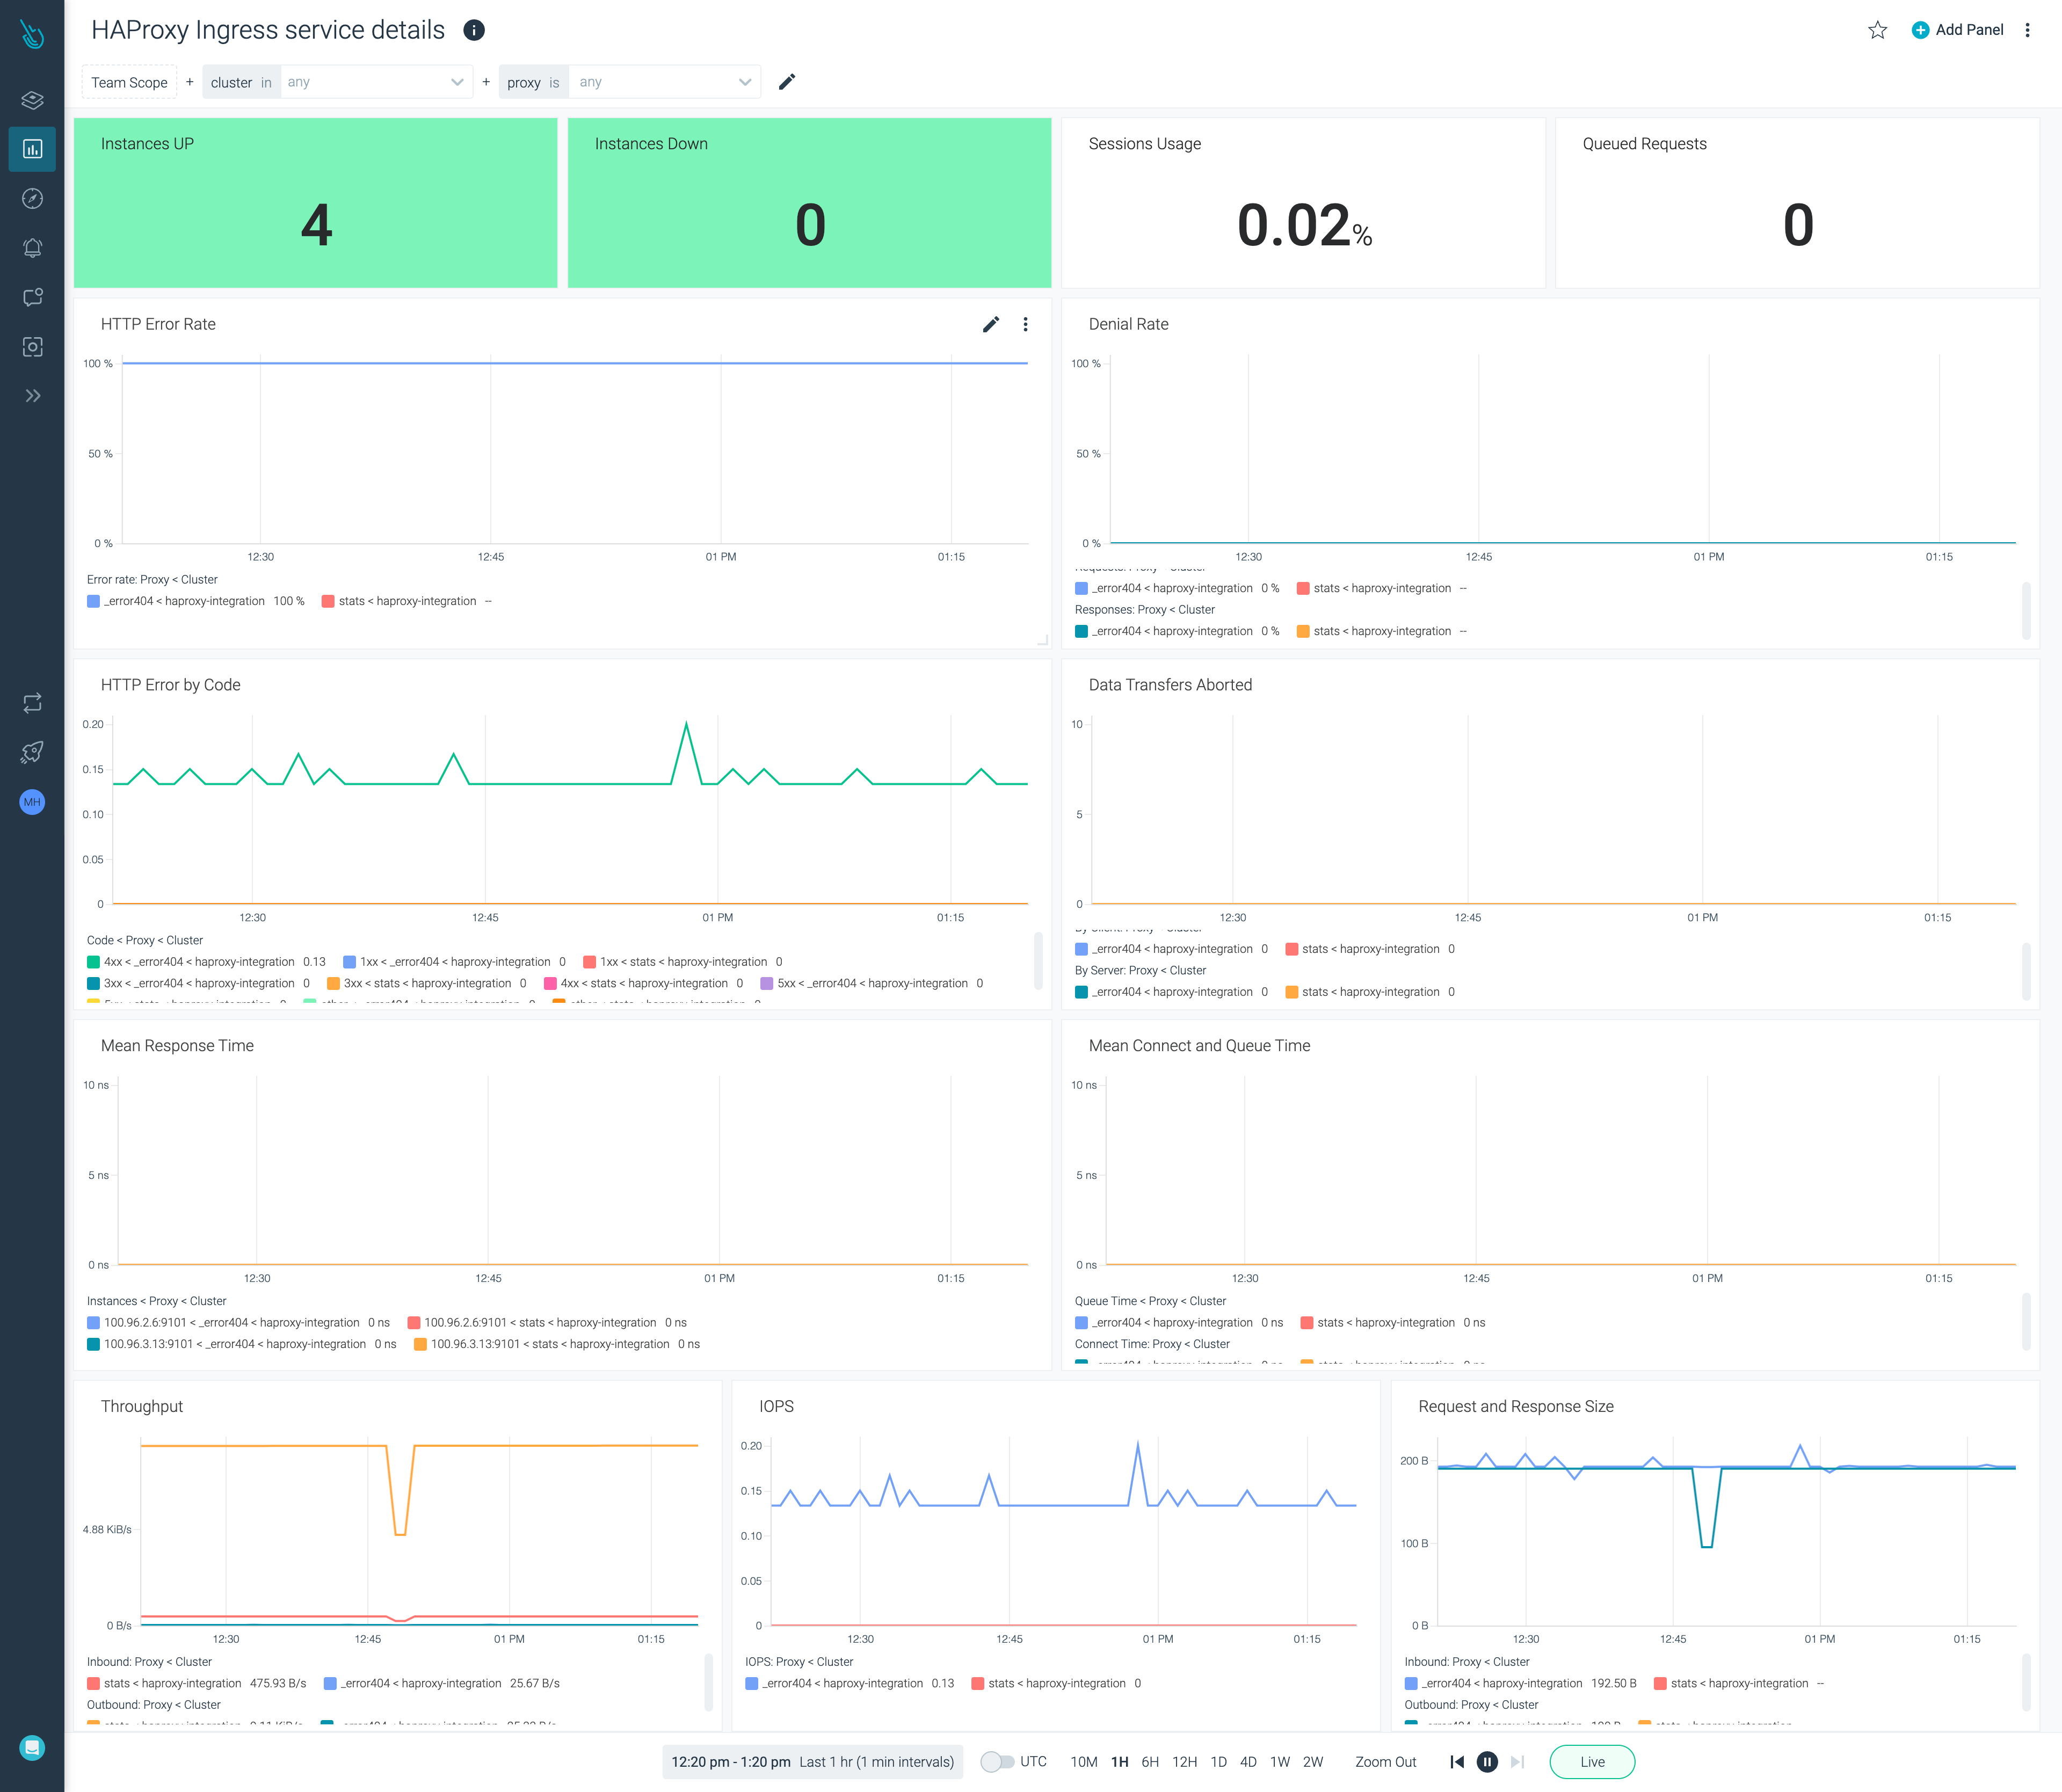 HAProxy Ingress service details
Add Panel
Team Scope + cluster in any + proxy is any
Instances UP
4
Instances Down
0
Sessions Usage
0.02%
Queued Requests
0
HTTP Error Rate
100 %
50 %
0 %
12:30 12:45 01 PM 01:15
Error rate: Proxy < Cluster
_error404 < haproxy-integration 100 % stats < haproxy-integration --
Denial Rate
100 %
50 %
0 %
12:30 12:45 01 PM 01:15
_error404 < haproxy-integration 0 % stats < haproxy-integration --
Responses: Proxy < Cluster
_error404 < haproxy-integration 0 % stats < haproxy-integration --
HTTP Error by Code
0.20
0.15
0.10
0.05
0
12:30 12:45 01 PM 01:15
Code < Proxy < Cluster
4xx < _error404 < haproxy-integration 0.13 1xx < _error404 < haproxy-integration 0 1xx < stats < haproxy-integration 0
3xx < _error404 < haproxy-integration 0 3xx < stats < haproxy-integration 0 4xx < stats < haproxy-integration 0 5xx < _error404 < haproxy-integration 0
Data Transfers Aborted
10
5
0
12:30 12:45 01 PM 01:15
_error404 < haproxy-integration 0 stats < haproxy-integration 0
By Server: Proxy < Cluster
_error404 < haproxy-integration 0 stats < haproxy-integration 0
MH
Mean Response Time
10 ns
5 ns
0 ns
12:30 12:45 01 PM 01:15
Instances < Proxy < Cluster
100.96.2.6:9101 < _error404 < haproxy-integration 0 ns 100.96.2.6:9101 < stats < haproxy-integration 0 ns
100.96.3.13:9101 < _error404 < haproxy-integration 0 ns 100.96.3.13:9101 < stats < haproxy-integration 0 ns
Mean Connect and Queue Time
10 ns
5 ns
0 ns
12:30 12:45 01 PM 01:15
Queue Time < Proxy < Cluster
_error404 < haproxy-integration 0 ns stats < haproxy-integration 0 ns
Connect Time: Proxy < Cluster
Throughput
4.88 KiB/s
0 B/s
12:30 12:45 01 PM 01:15
Inbound: Proxy < Cluster
stats < haproxy-integration 475.93 B/s _error404 < haproxy-integration 25.67 B/s
Outbound: Proxy < Cluster
IOPS
0.20
0.15
0.10
0.05
0
12:30 12:45 01 PM 01:15
IOPS: Proxy < Cluster
_error404 < haproxy-integration 0.13 stats < haproxy-integration 0
Request and Response Size
200 B
100 B
0 B
12:30 12:45 01 PM 01:15
Inbound: Proxy < Cluster
_error404 < haproxy-integration 192.50 B stats < haproxy-integration --
Outbound: Proxy < Cluster
12:20 pm - 1:20 pm Last 1 hr (1 min intervals) UTC 10M 1H 6H 12H 1D 4D 1W 2W Zoom Out Live